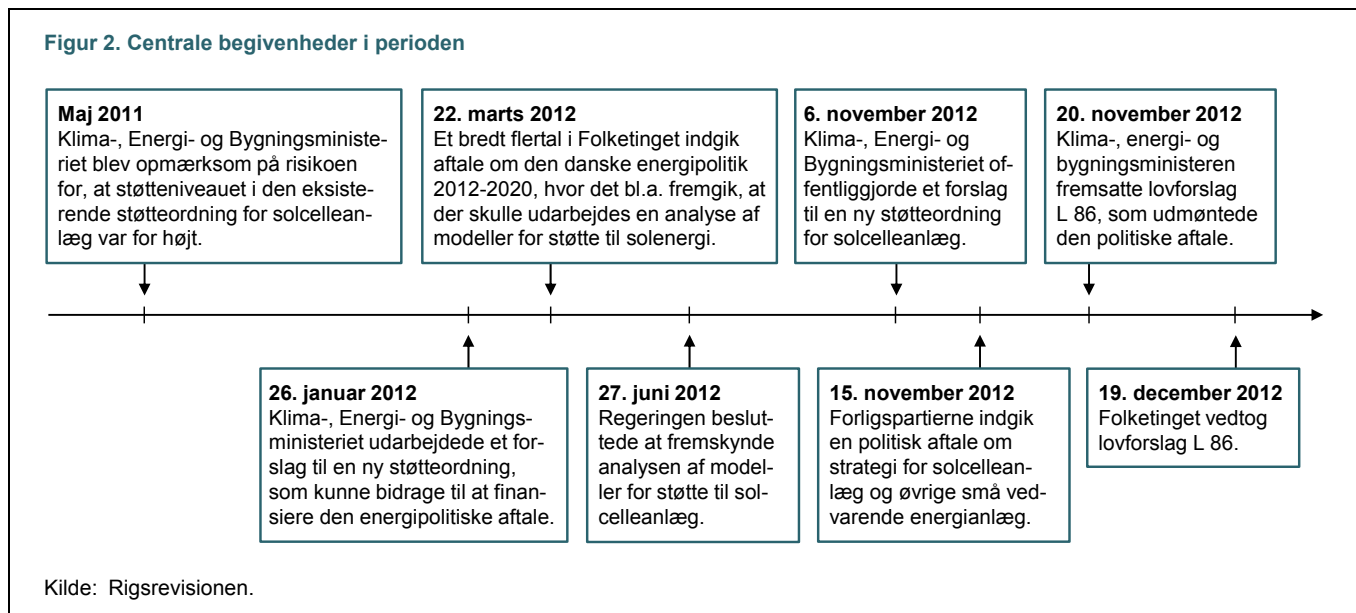 Figur 2. Centrale begivenheder i perioden
Maj 2011
Klima-, Energi- og Bygningsministe-
riet blev opmærksom på risikoen
for, at støtteniveauet i den eksiste-
rende støtteordning for solcellean-
læg var for højt.
22. marts 2012
Et bredt flertal i Folketinget indgik
aftale om den danske energipolitik
2012-2020, hvor det bl.a. fremgik, at
der skulle udarbejdes en analyse af
modeller for støtte til solenergi.
6. november 2012
Klima-, Energi- og
Bygningsministeriet of-
fentliggjorde et forslag
til en ny støtteordning
for solcelleanlæg.
20. november 2012
Klima-, energi- og
bygningsministeren
fremsatte lovforslag
L 86, som udmøntede
den politiske aftale.
26. januar 2012
Klima-, Energi- og Bygnings-
ministeriet udarbejdede et for-
slag til en ny støtteordning,
som kunne bidrage til at finan-
siere den energipolitiske aftale.
27. juni 2012
Regeringen beslut-
tede at fremskynde
analysen af model-
ler for støtte til sol-
celleanlæg.
15. november 2012
Forligspartierne indgik
en politisk aftale om
strategi for solcellean-
læg og øvrige små ved-
varende energianlæg.
19. december 2012
Folketinget vedtog
lovforslag L 86.
Kilde: Rigsrevisionen.